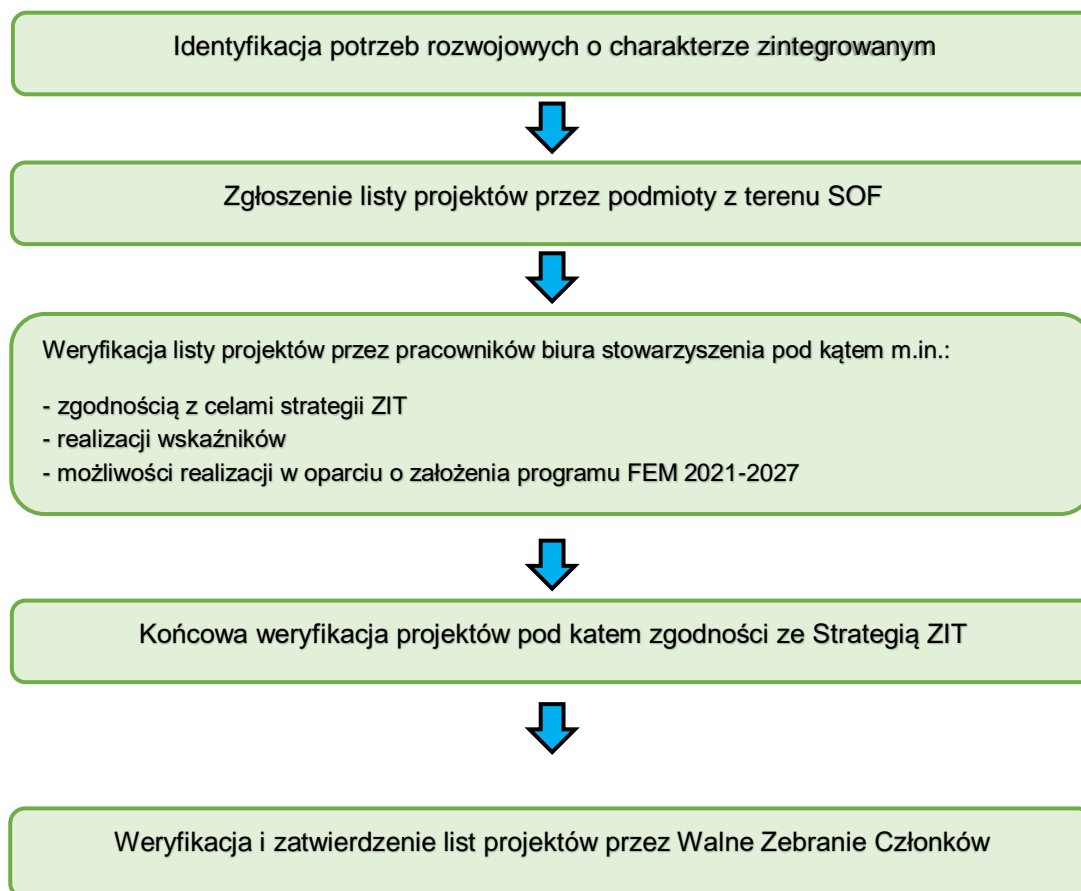 Identyfikacja potrzeb rozwojowych o charakterze zintegrowanym
Zgłoszenie listy projektów przez podmioty z terenu SOF
Weryfikacja listy projektów przez pracowników biura stowarzyszenia pod kątem m.in.:
- zgodnością z celami strategii ZIT
- realizacji wskaźników
- możliwości realizacji w oparciu o założenia programu FEM 2021-2027
Końcowa weryfikacja projektów pod katem zgodności ze Strategią ZIT
Weryfikacja i zatwierdzenie list projektów przez Walne Zebranie Członków